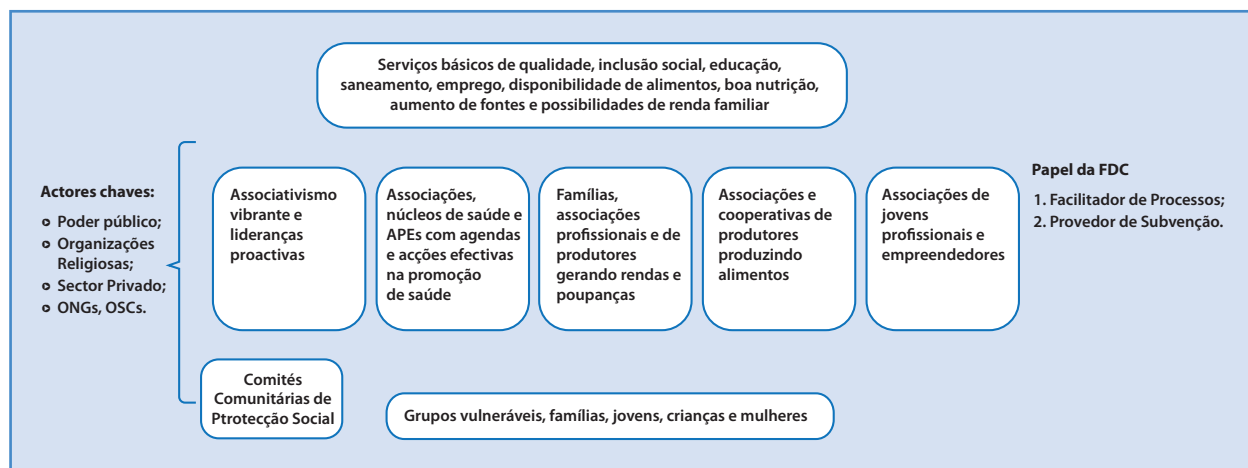 Serviços básicos de qualidade, inclusão social, educação,
saneamento, emprego, disponibilidade de alimentos, boa nutrição,
aumento de fontes e possibilidades de renda familiar
Actores chaves:
Poder público;
Organizações
Religiosas;
Sector Privado;
ONGs, OSCs.
Associativismo
vibrante e
lideranças
proactivas
Associações,
núcleos de saúde e
APEs com agendas
e acções efectivas
na promoção
de saúde
Famílias,
associações
profissionais e de
produtores
gerando rendas e
poupanças
Associações e
cooperativas de
produtores
produzindo
alimentos
Associações de
jovens
profissionais e
empreendedores
Papel da FDC
1. Facilitador de Processos;
2. Provedor de Subvenção.
Comités
Comunitárias de
Ptrotecção Social
Grupos vulneráveis, famílias, jovens, crianças e mulheres